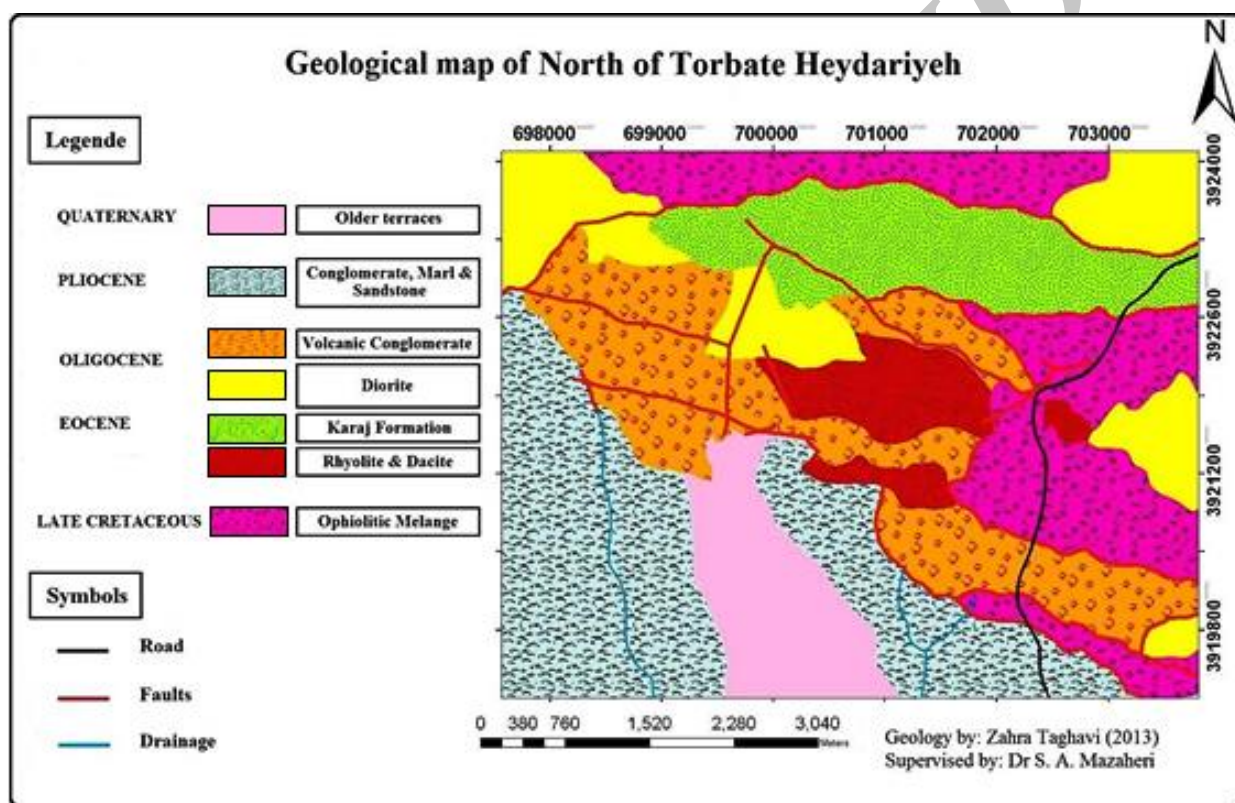 N
Geological map of North of Torbate Heydariyeh
Legende
QUATERNARY
Older terraces
PLIOCENE
Conglomerate, Marl &
Sandstone
OLIGOCENE
Volcanic Conglomerate
Diorite
EOCENE
Karaj Formation
Rhyolite & Dacite
LATE CRETACEOUS
Ophiolitic Melange
Symbols
Road
Faults
Drainage
698000 699000 700000 701000 702000 703000
3924000
3922600
3921200
3919800
0 380 760 1,520 2,280 3,040
Meters
Geology by: Zahra Taghavi (2013)
Supervised by: Dr S. A. Mazaheri